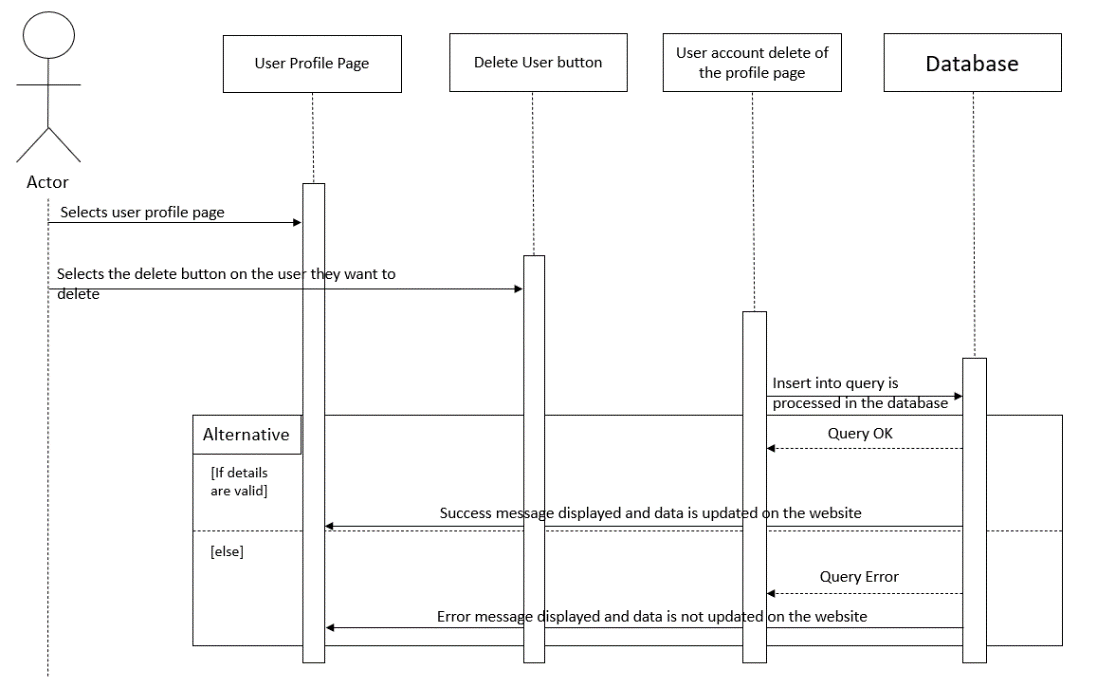 User Profile Page
Delete User button
User account delete of
the profile page
Database
Actor
Selects user profile page
Selects the delete button on the user they want to
delete
Insert into query is
processed in the database
Alternative
Query OK
[If details
are valid]
Success message displayed and data is updated on the website
[else]
Query Error
Error message displayed and data is not updated on the website